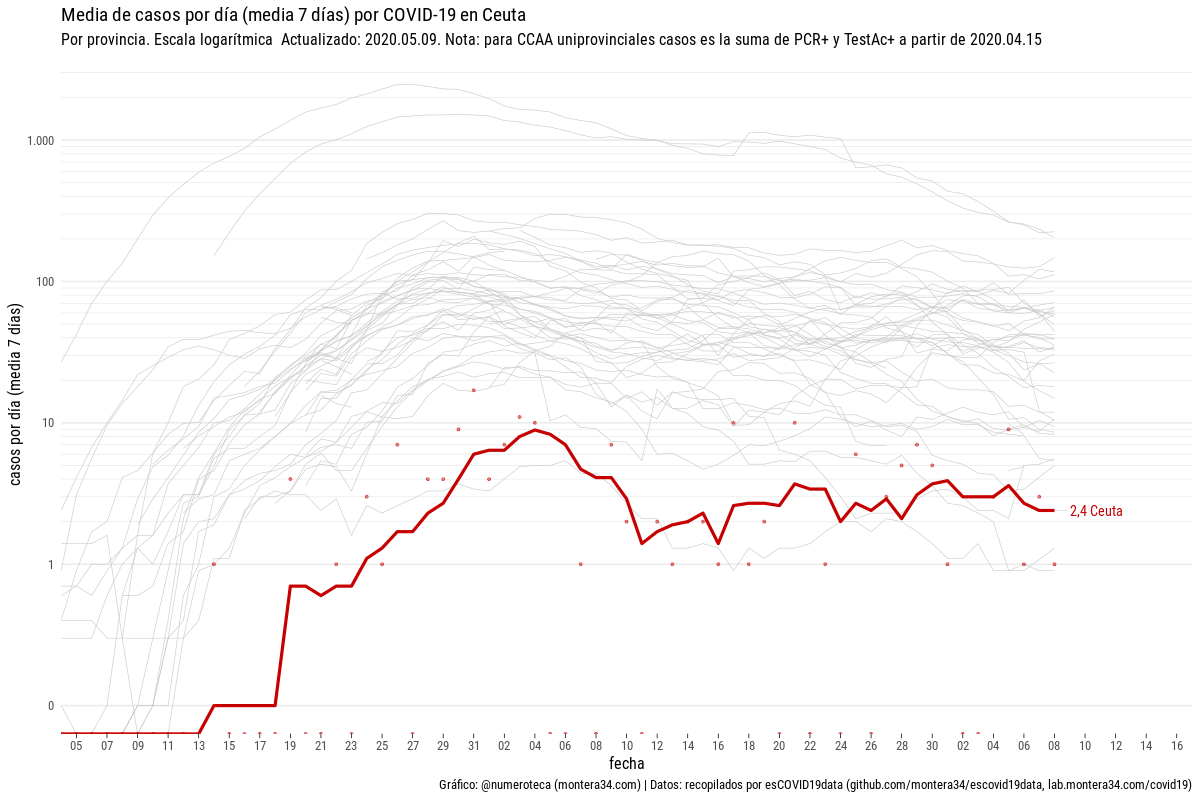 Media de casos por día (media 7 días) por COVID-19 en Ceuta
Por provincia. Escala logarítmica  Actualizado: 2020.05.09. Nota: para CCAA uniprovinciales casos es la suma de PCR+ y TestAc+ a partir de 2020.04.15
casos por día (media 7 días)
1.000
100
10
1
0
2,4 Ceuta
05 07 09 11 13 15 17 19 21 23 25 27 29 31 02 04 06 08 10 12 14 16 18 20 22 24 26 28 30 02 04 06 08 10 12 14 16
fecha
Gráfico: @numeroteca (montera34.com) | Datos: recopilados por esCOVID19data (github.com/montera34/escovid19data, lab.montera34.com/covid19)